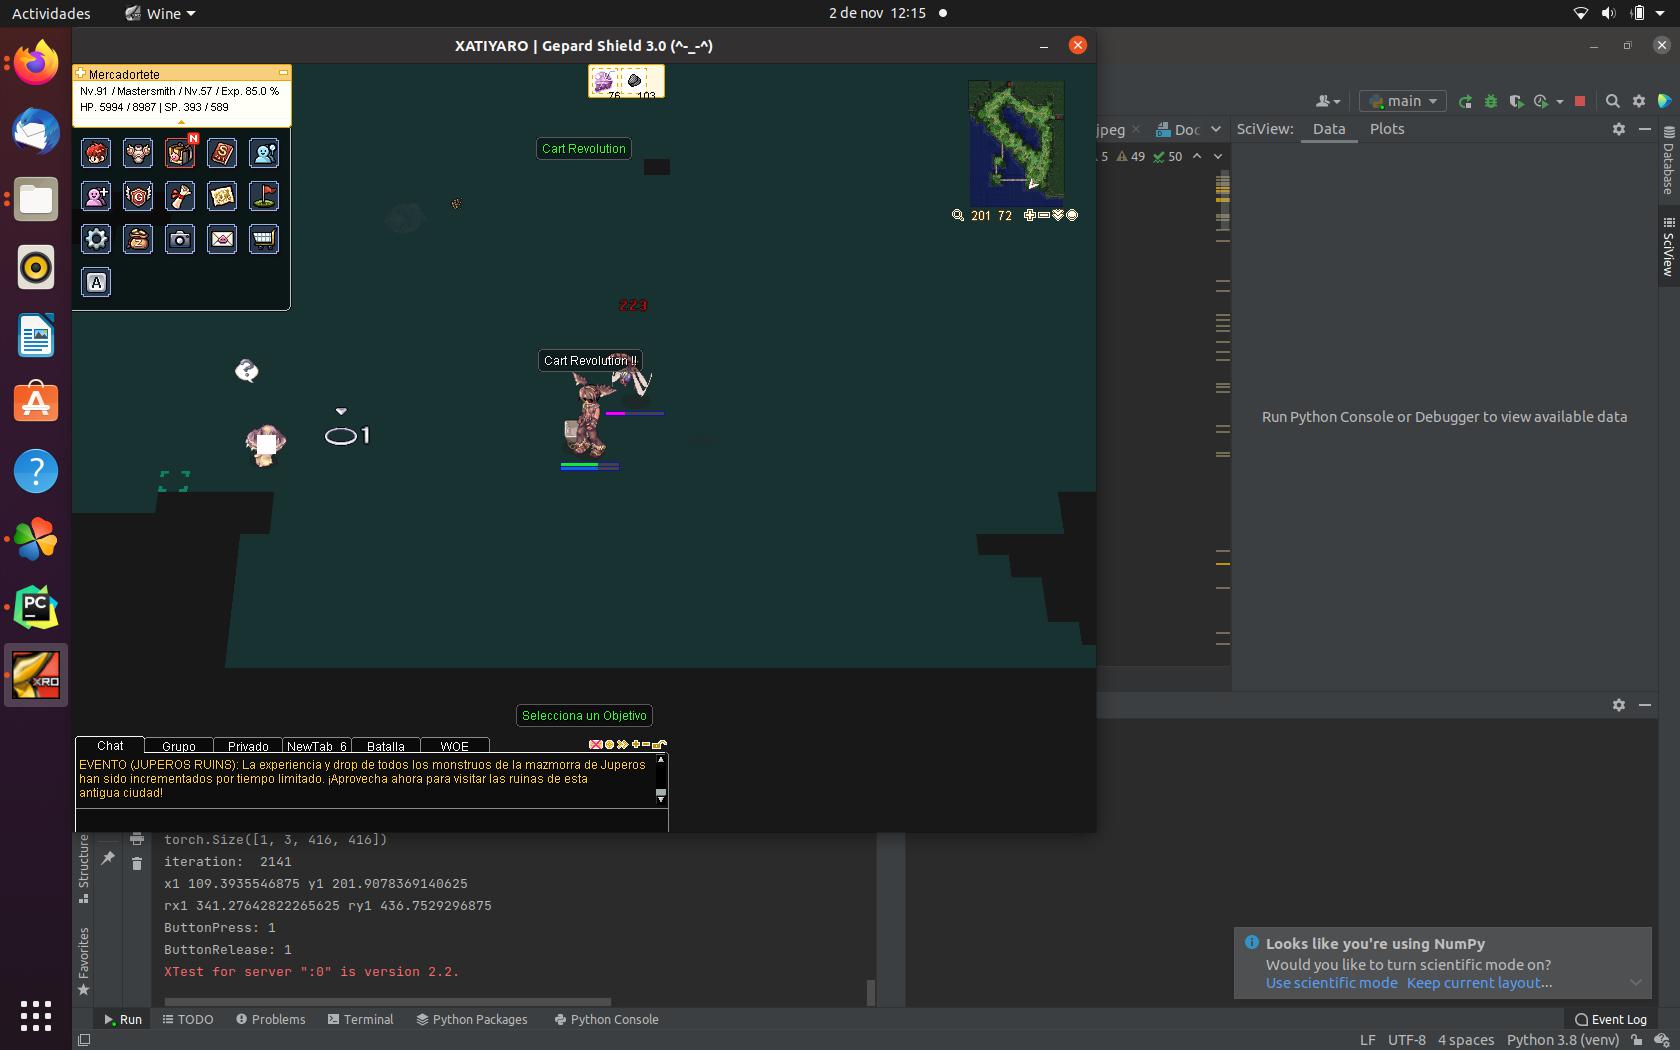 Actividades
Wine
2 de nov 12:15
XATIYARO | Gepard Shield 3.0 (^-_-^)
Mercadortete
Nv.91 / Mastersmith / Nv.57 / Exp. 85.0 %
HP. 5994 / 8987 | SP. 393 / 589
N
A
76 103
Cart Revolution
201 72
223
Cart Revolution !!
?
1
Selecciona un Objetivo
Chat Grupo Privado NewTab_6 Batalla WOE
EVENTO (JUPEROS RUINS): La experiencia y drop de todos los monstruos de la mazmorra de Juperos
han sido incrementados por tiempo limitado. ¡Aprovecha ahora para visitar las ruinas de esta
antigua ciudad!
main
jpeg
Doc
SciView: Data Plots
5 49 50
Database
SciView
Run Python Console or Debugger to view available data
PC
XRO
Structure
Favorites
torch.Size([1, 3, 416, 416])
iteration: 2141
x1 109.3935546875 y1 201.9078369140625
rx1 341.27642822265625 ry1 436.7529296875
ButtonPress: 1
ButtonRelease: 1
XTest for server ":0" is version 2.2.
Looks like you're using NumPy
Would you like to turn scientific mode on?
Use scientific mode Keep current layout...
Run TODO Problems Terminal Python Packages Python Console
Event Log
LF UTF-8 4 spaces Python 3.8 (venv)